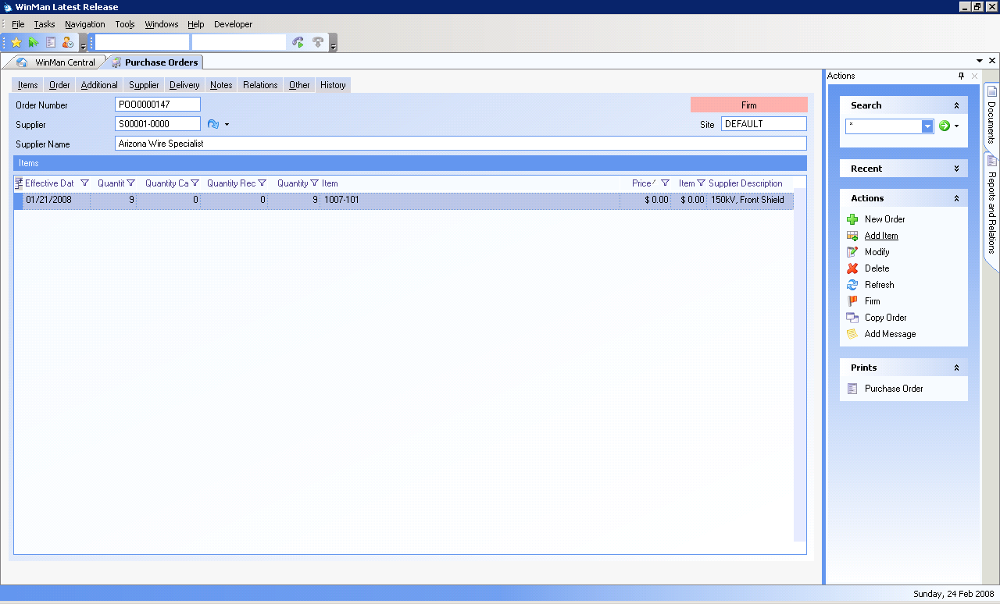 WinMan Latest Release
File Tasks Navigation Tools Windows Help Developer
WinMan Central Purchase Orders
Items Order Additional Supplier Delivery Notes Relations Other History
Order Number POO0000147 Firm
Supplier S00001-0000 Site DEFAULT
Supplier Name Arizona Wire Specialist
Items
Effective Dat Quantit Quantity Ca Quantity Rec Quantity Item Price/ Item Supplier Description
01/21/2008 9 0 0 9 1007-101 $ 0.00 $ 0.00 150kV, Front Shield
Actions
Search
*
Recent
Actions
New Order
Add Item
Modify
Delete
Refresh
Firm
Copy Order
Add Message
Prints
Purchase Order
Documents
Reports and Relations
Sunday, 24 Feb 2008